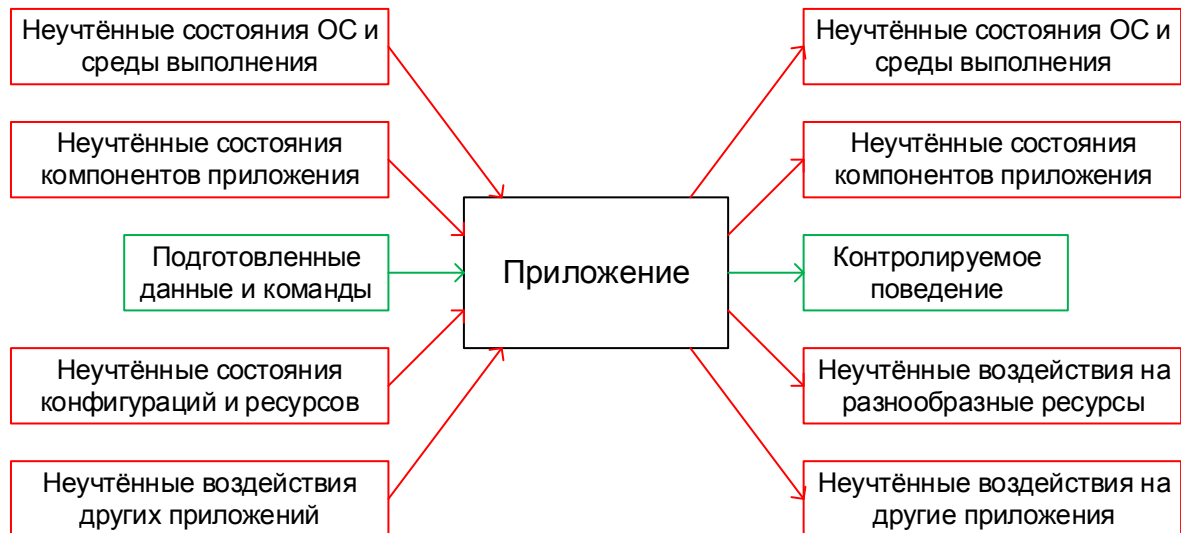 Неучтённые состояния ОС и
среды выполнения
Неучтённые состояния
компонентов приложения
Подготовленные
данные и команды
Неучтённые состояния
конфигураций и ресурсов
Неучтённые воздействия
других приложений
Приложение
Неучтённые состояния ОС и
среды выполнения
Неучтённые состояния
компонентов приложения
Контролируемое
поведение
Неучтённые воздействия на
разнообразные ресурсы
Неучтённые воздействия на
другие приложения